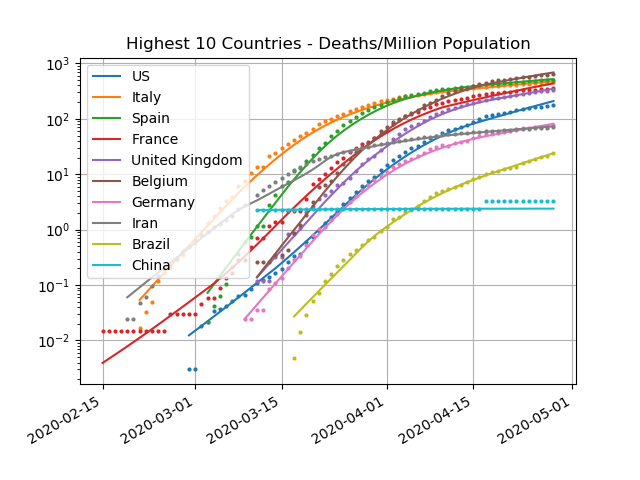 Highest 10 Countries - Deaths/Million Population
10³
10²
10¹
10⁰
10⁻¹
10⁻²
US
Italy
Spain
France
United Kingdom
Belgium
Germany
Iran
Brazil
China
2020-02-15
2020-03-01
2020-03-15
2020-04-01
2020-04-15
2020-05-01